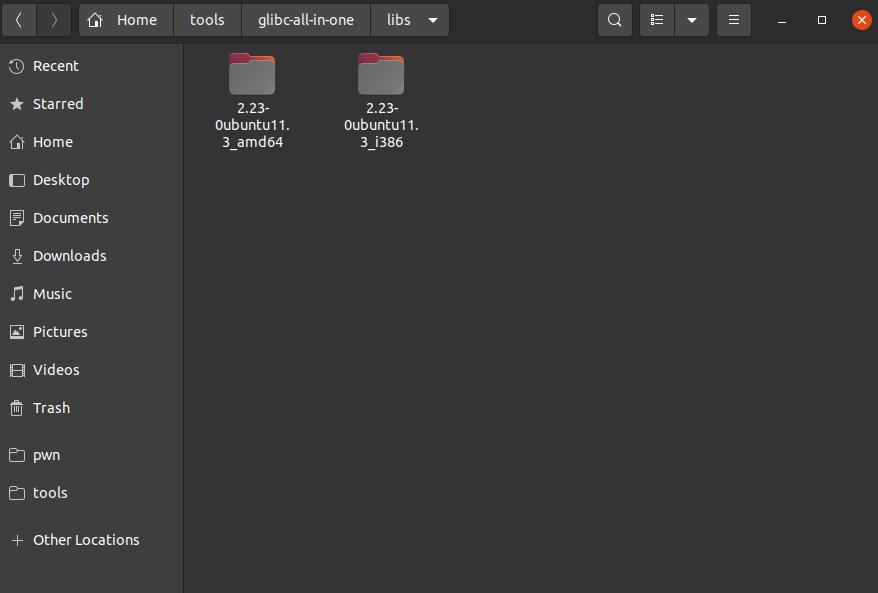 Home tools glibc-all-in-one libs
Recent
Starred
Home
Desktop
Documents
Downloads
Music
Pictures
Videos
Trash
pwn
tools
Other Locations
2.23-
0ubuntu11.
3_amd64
2.23-
0ubuntu11.
3_i386